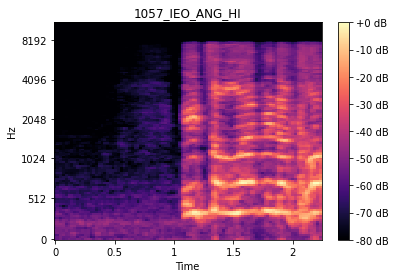 1057_IEO_ANG_HI
Hz
8192
4096
2048
1024
512
0
0
0.5
1
1.5
2
Time
+0 dB
-10 dB
-20 dB
-30 dB
-40 dB
-50 dB
-60 dB
-70 dB
-80 dB